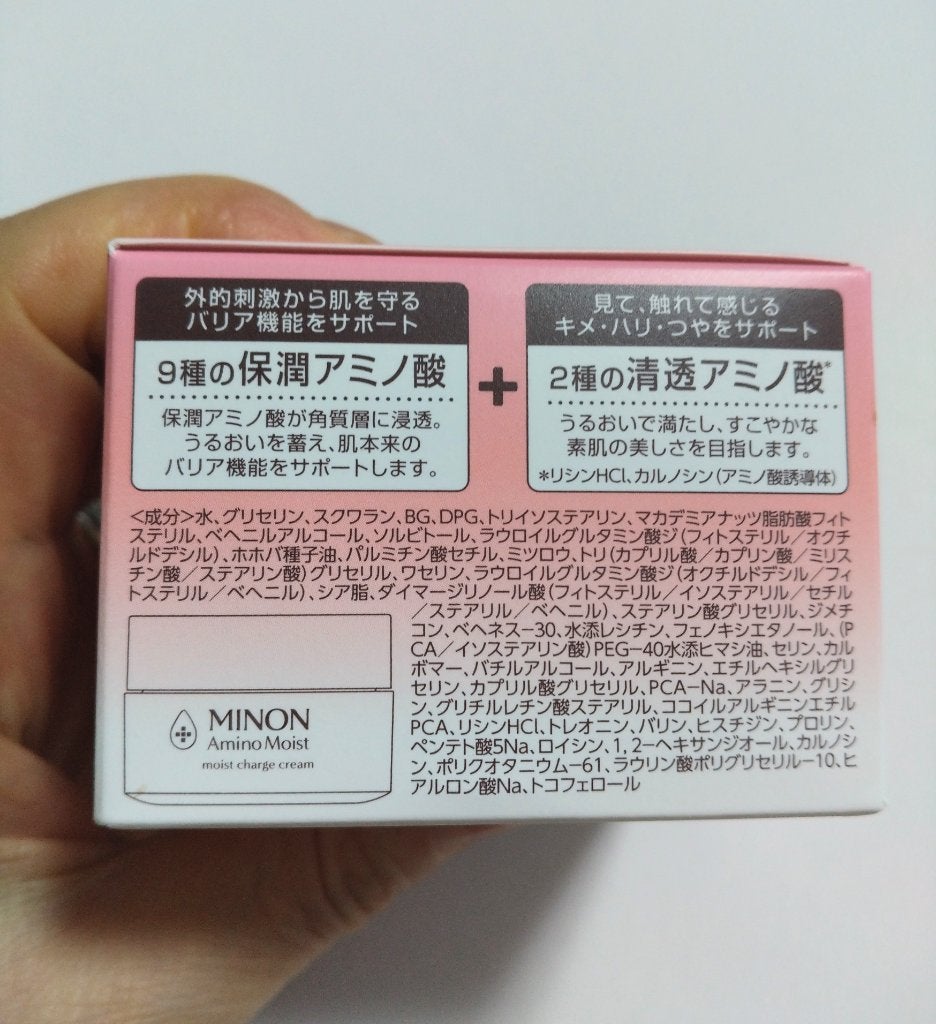 外的刺激から肌を守る
バリア機能をサポート
9種の保潤アミノ酸
保潤アミノ酸が角質層に浸透。
うるおいを蓄え、肌本来の
バリア機能をサポートします。
+
見て、触れて感じる
キメ・ハリ・つやをサポート
2種の清透アミノ酸*
うるおいで満たし、すこやかな
素肌の美しさを目指します。
*リシンHCl、カルノシン(アミノ酸誘導体)
<成分>水、グリセリン、スクワラン、BG、DPG、トリイソステアリン、マカデミアナッツ脂肪酸フィト
ステリル、ベヘニルアルコール、ソルビトール、ラウロイルグルタミン酸ジ(フィトステリル/オクチ
ルドデシル)、ホホバ種子油、パルミチン酸セチル、ミツロウ、トリ(カプリル酸/カプリン酸/ミリス
チン酸/ステアリン酸)グリセリル、ワセリン、ラウロイルグルタミン酸ジ(オクチルドデシル/フィ
トステリル/ベヘニル)、シア脂、ダイマージリノール酸(フィトステリル/イソステアリル/セチル
/ステアリル/ベヘニル)、ステアリン酸グリセリル、ジメチ
コン、ベヘネス-30、水添レシチン、フェノキシエタノール、(P
CA/イソステアリン酸)PEG-40水添ヒマシ油、セリン、カル
ボマー、バチルアルコール、アルギニン、エチルヘキシルグリ
セリン、カプリル酸グリセリル、PCA-Na、アラニン、グリシ
ン、グリチルレチン酸ステアリル、ココイルアルギニンエチル
PCA、リシンHCl、トレオニン、バリン、ヒスチジン、プロリン、
ペンテト酸5Na、ロイシン、1,2-ヘキサンジオール、カルノシ
ン、ポリクオタニウム-61、ラウリン酸ポリグリセリル-10、ヒ
アルロン酸Na、トコフェロール
MINON
Amino Moist
moist charge cream